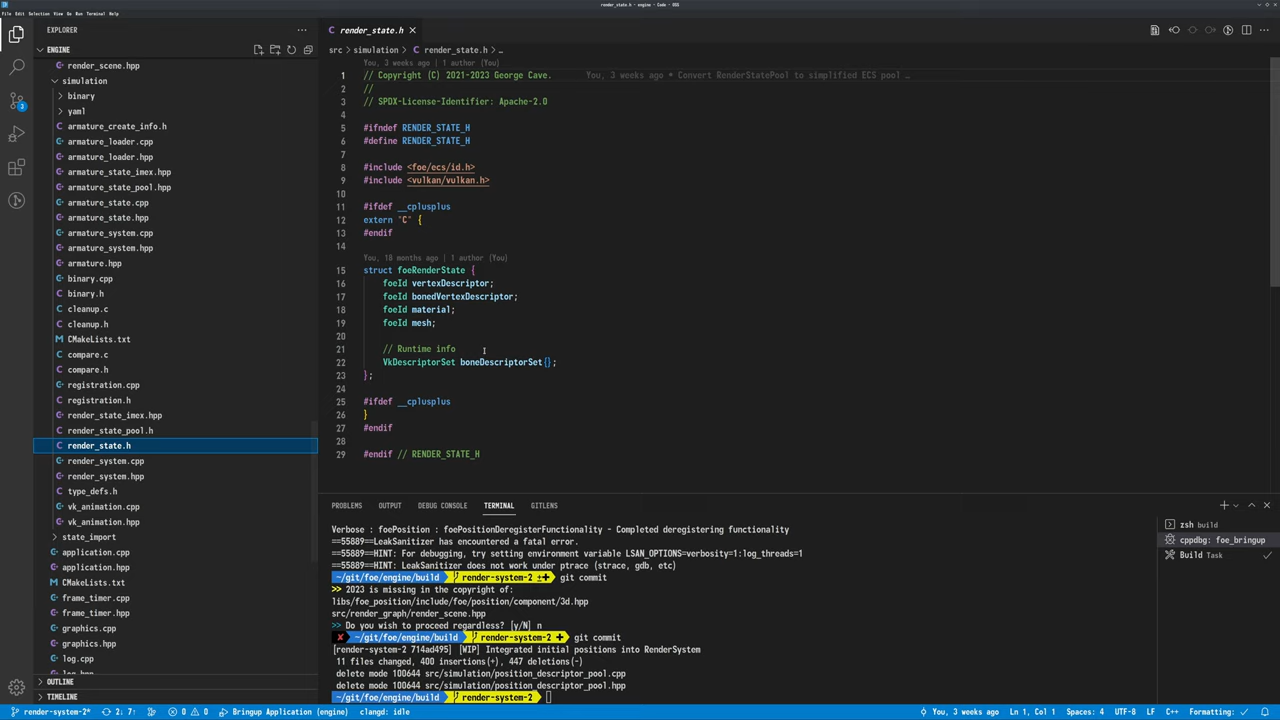 render_state.h - engine - Code - OSS
File Edit Selection View Go Run Terminal Help
EXPLORER
ENGINE
render_scene.hpp
simulation
binary
yaml
armature_create_info.h
armature_loader.cpp
armature_loader.hpp
armature_state_imex.hpp
armature_state_pool.hpp
armature_state.cpp
armature_state.hpp
armature_system.cpp
armature_system.hpp
armature.hpp
binary.cpp
binary.h
cleanup.c
cleanup.h
CMakeLists.txt
compare.c
compare.h
registration.cpp
registration.h
render_state_imex.hpp
render_state_pool.h
render_state.h
render_system.cpp
render_system.hpp
type_defs.h
vk_animation.cpp
vk_animation.hpp
state_import
application.cpp
application.hpp
CMakeLists.txt
frame_timer.cpp
frame_timer.hpp
graphics.cpp
graphics.hpp
log.cpp
log.hpp
OUTLINE
TIMELINE
render_state.h
src > simulation > C render_state.h > ...
You, 3 weeks ago | 1 author (You)
1 // Copyright (C) 2021-2023 George Cave. You, 3 weeks ago • Convert RenderStatePool to simplified ECS pool …
2 //
3 // SPDX-License-Identifier: Apache-2.0
4
5 #ifndef RENDER_STATE_H
6 #define RENDER_STATE_H
7
8 #include <foe/ecs/id.h>
9 #include <vulkan/vulkan.h>
10
11 #ifdef __cplusplus
12 extern "C" {
13 #endif
14
You, 18 months ago | 1 author (You)
15 struct foeRenderState {
16 foeId vertexDescriptor;
17 foeId bonedVertexDescriptor;
18 foeId material;
19 foeId mesh;
20
21 // Runtime info
22 VkDescriptorSet boneDescriptorSet{};
23 };
24
25 #ifdef __cplusplus
26 }
27 #endif
28
29 #endif // RENDER_STATE_H
PROBLEMS OUTPUT DEBUG CONSOLE TERMINAL GITLENS
Verbose : foePosition : foePositionDeregisterFunctionality - Completed deregistering functionality
==55889==LeakSanitizer has encountered a fatal error.
==55889==HINT: For debugging, try setting environment variable LSAN_OPTIONS=verbosity=1:log_threads=1
==55889==HINT: LeakSanitizer does not work under ptrace (strace, gdb, etc)
~/git/foe/engine/build render-system-2 ±✚ git commit
>> 2023 is missing in the copyright of:
libs/foe_position/include/foe/position/component/3d.hpp
src/render_graph/render_scene.hpp
>> Do you wish to proceed regardless? [y/N] n
✘ ~/git/foe/engine/build render-system-2 ✚ git commit
[render-system-2 714ad495] [WIP] Integrated initial positions into RenderSystem
11 files changed, 400 insertions(+), 447 deletions(-)
delete mode 100644 src/simulation/position_descriptor_pool.cpp
delete mode 100644 src/simulation/position_descriptor_pool.hpp
~/git/foe/engine/build render-system-2
zsh build
cppdbg: foe_bringup
Build Task
render-system-2* 2↓ 7↑ 0 0 Bringup Application (engine) clangd: idle
You, 3 weeks ago Ln 1, Col 1 Spaces: 4 UTF-8 LF C++ Formatting: ✓